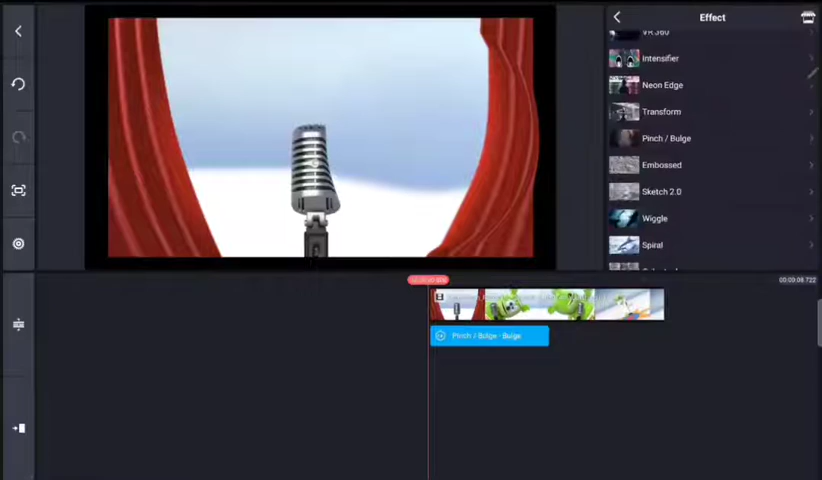 Effect
VR 360
Intensifier
Neon Edge
Transform
Pinch / Bulge
Embossed
Sketch 2.0
Wiggle
Spiral
00:00:08.722
Pinch / Bulge - Bulge